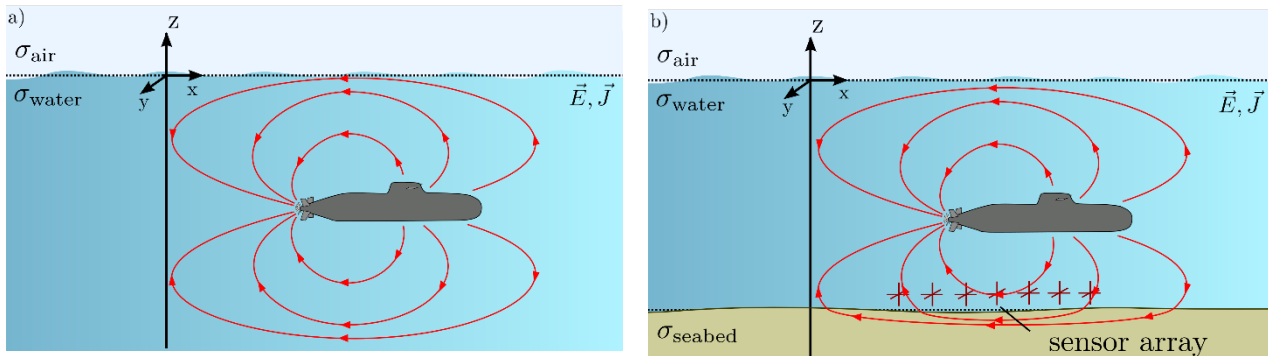 a)
z
σair
x
y
σwater
E⃗, J⃗
b)
z
σair
x
y
σwater
E⃗, J⃗
σseabed
sensor array